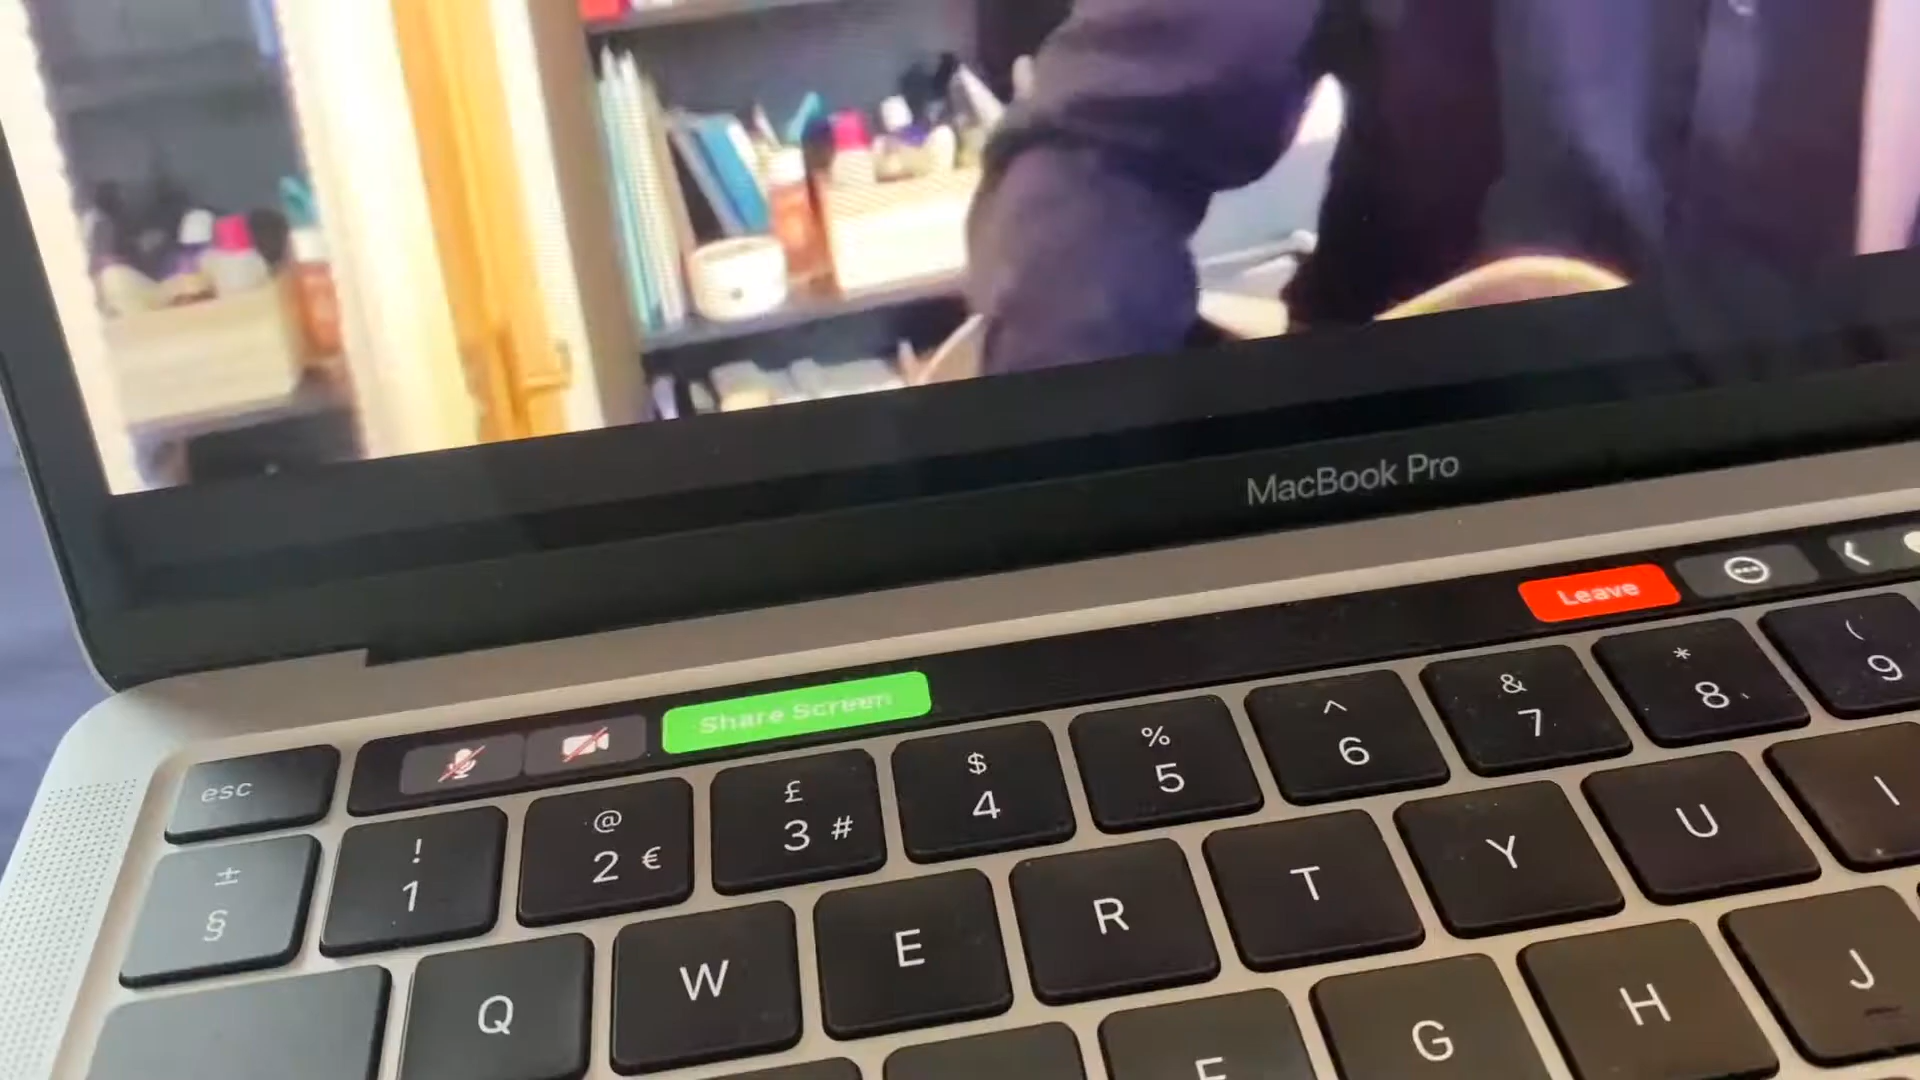 MacBook Pro
Leave
Share Screen
esc
± § ! 1 @ 2 € £ 3 # $ 4 % 5 ^ 6 & 7 * 8 ( 9
Q W E R T Y U I
F G H J